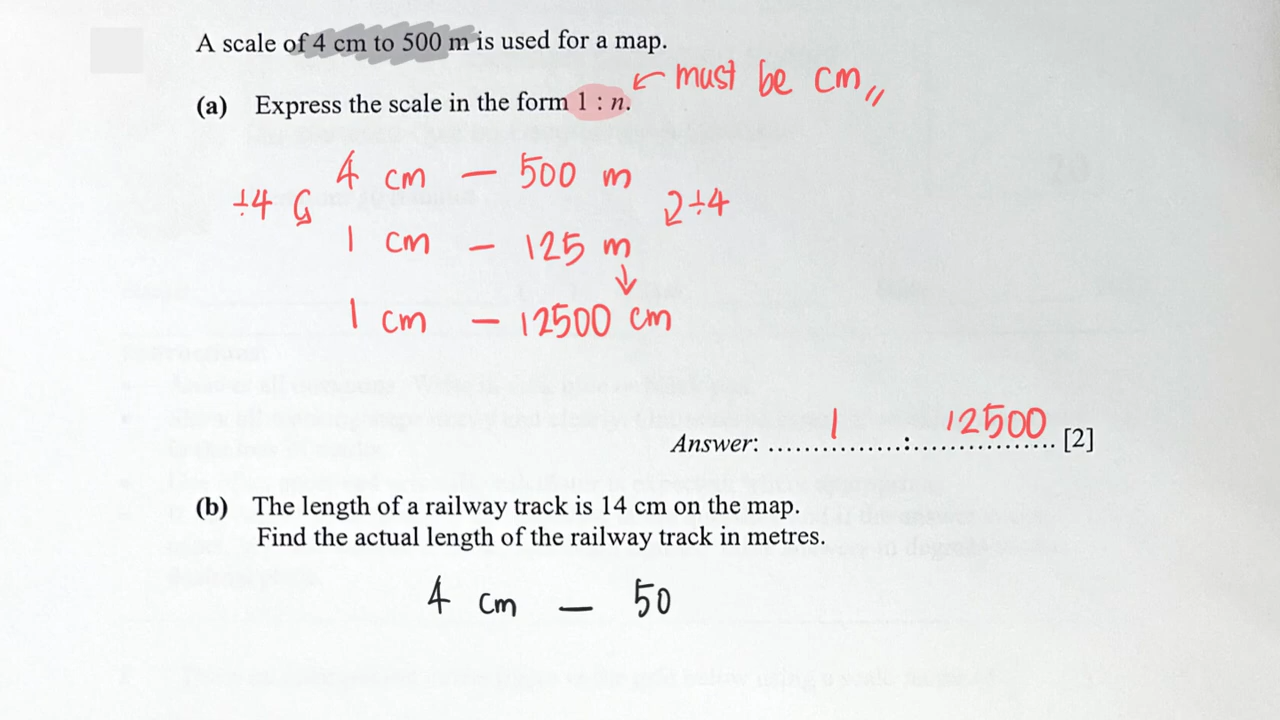 A scale of 4 cm to 500 m is used for a map.
← must be cm,,
(a) Express the scale in the form 1 : n.
4 cm — 500 m
÷4 ÷4
1 cm — 125 m
↓
1 cm — 12500 cm
Answer: 1 : 12500 [2]
(b) The length of a railway track is 14 cm on the map.
Find the actual length of the railway track in metres.
4 cm — 50